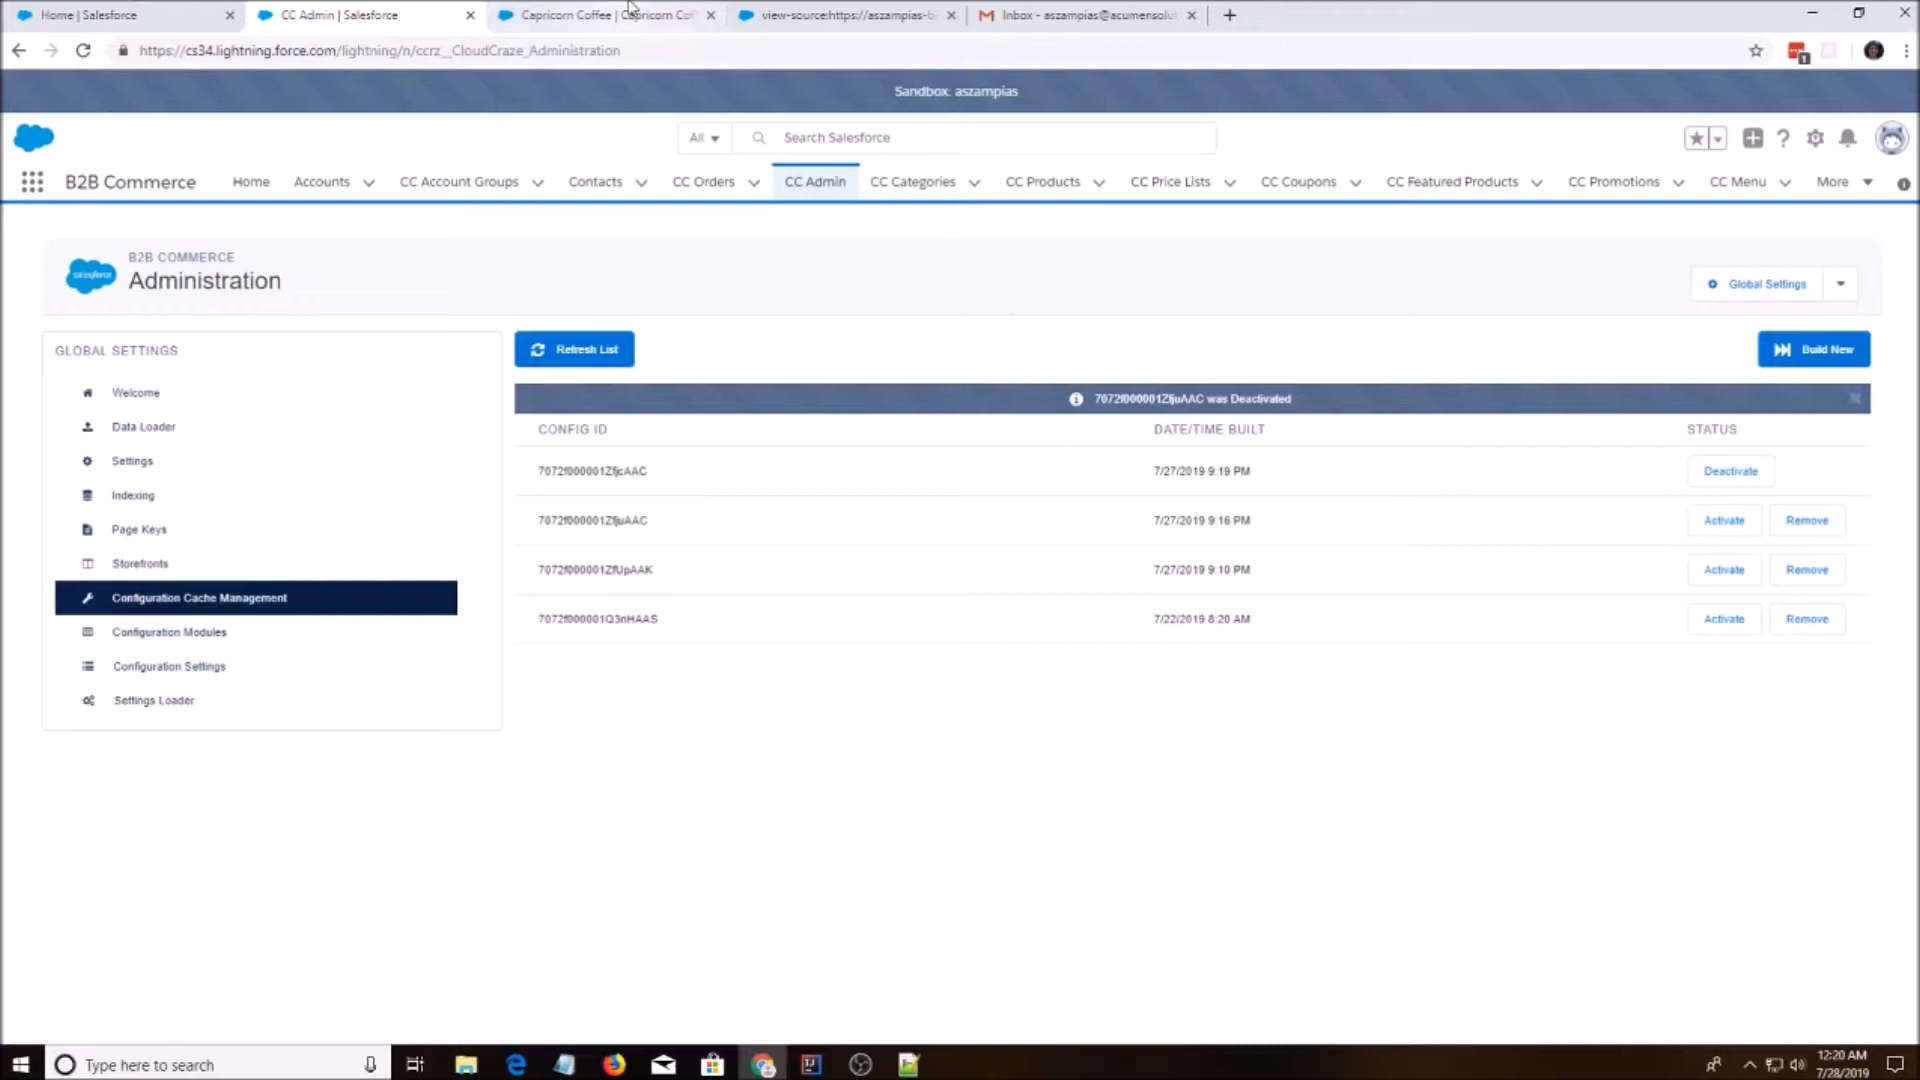 Home | Salesforce
CC Admin | Salesforce
Capricorn Coffee | Capricorn Cof
view-source:https://aszampias-b
Inbox - aszampias@acumensolut
https://cs34.lightning.force.com/lightning/n/ccrz__CloudCraze_Administration
Sandbox: aszampias
All
Search Salesforce
B2B Commerce
Home
Accounts
CC Account Groups
Contacts
CC Orders
CC Admin
CC Categories
CC Products
CC Price Lists
CC Coupons
CC Featured Products
CC Promotions
CC Menu
More
salesforce
B2B COMMERCE
Administration
Global Settings
GLOBAL SETTINGS
Welcome
Data Loader
Settings
Indexing
Page Keys
Storefronts
Configuration Cache Management
Configuration Modules
Configuration Settings
Settings Loader
Refresh List
Build New
7072f000001ZfjuAAC was Deactivated
CONFIG ID DATE/TIME BUILT STATUS
7072f000001ZfjcAAC 7/27/2019 9:19 PM Deactivate
7072f000001ZfjuAAC 7/27/2019 9:16 PM Activate Remove
7072f000001ZfUpAAK 7/27/2019 9:10 PM Activate Remove
7072f000001Q3nHAAS 7/22/2019 8:20 AM Activate Remove
Type here to search
12:20 AM
7/28/2019